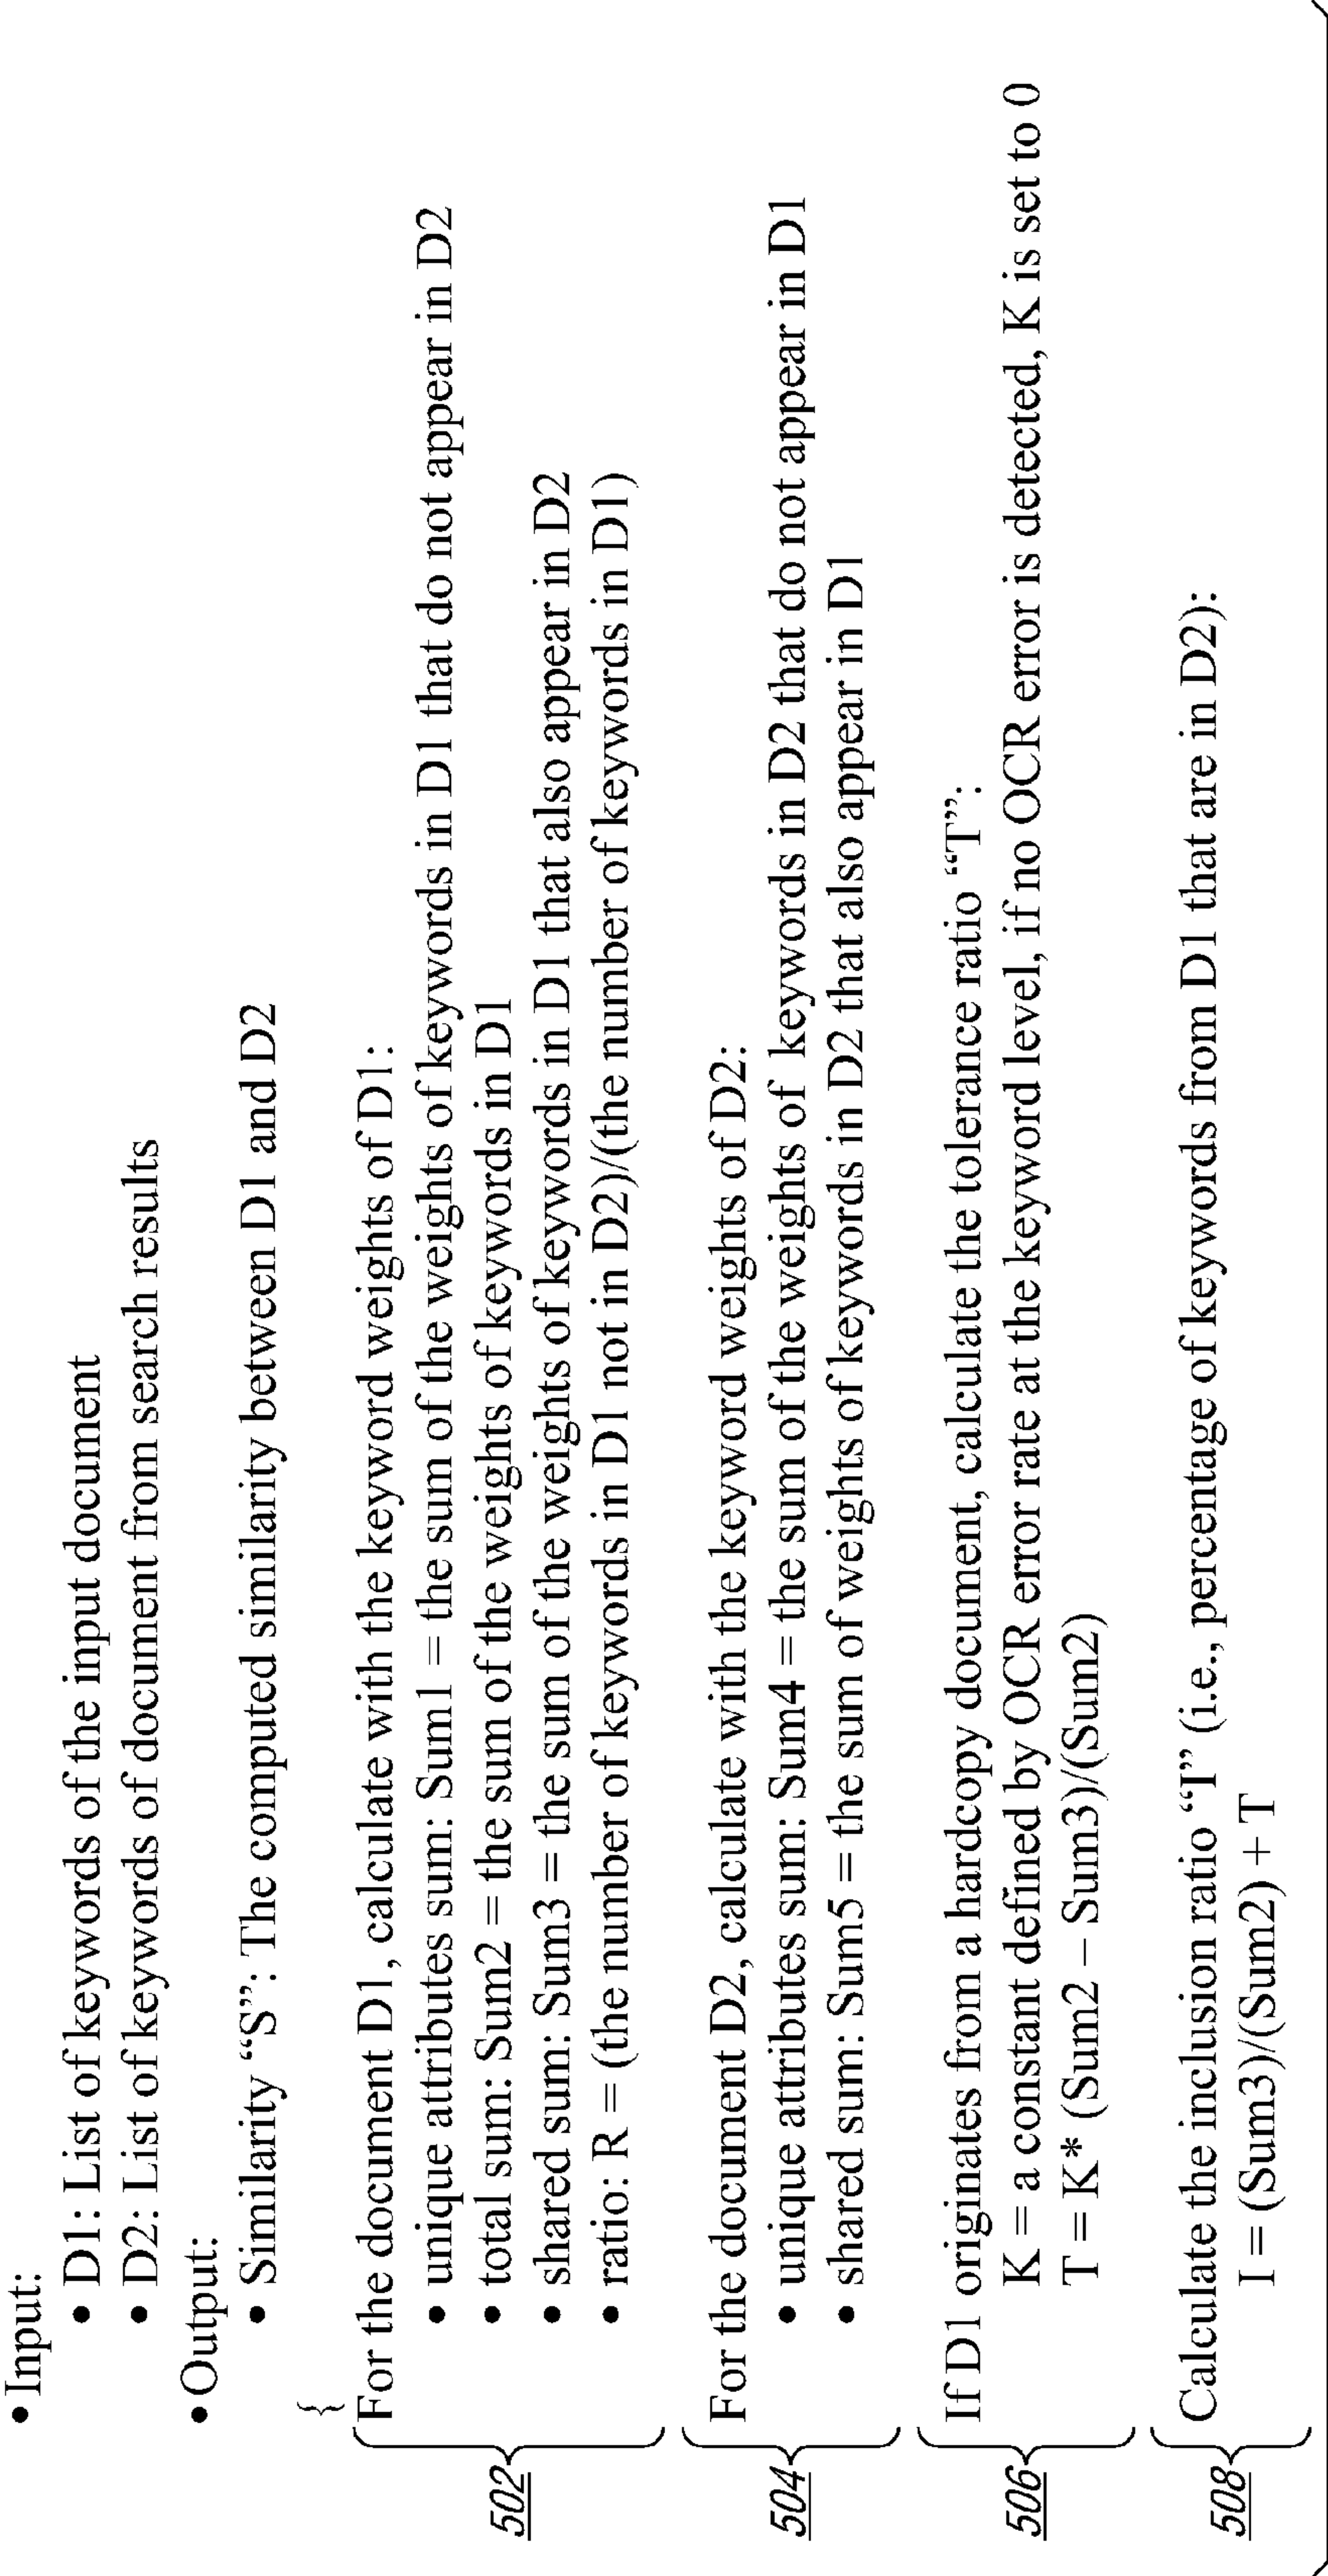 • Input:
• D1: List of keywords of the input document
• D2: List of keywords of document from search results
• Output:
• Similarity “S”: The computed similarity between D1 and D2
{
502
For the document D1, calculate with the keyword weights of D1:
• unique attributes sum: Sum1 = the sum of the weights of keywords in D1 that do not appear in D2
• total sum: Sum2 = the sum of the weights of keywords in D1
• shared sum: Sum3 = the sum of the weights of keywords in D1 that also appear in D2
• ratio: R = (the number of keywords in D1 not in D2)/(the number of keywords in D1)
504
For the document D2, calculate with the keyword weights of D2:
• unique attributes sum: Sum4 = the sum of the weights of keywords in D2 that do not appear in D1
• shared sum: Sum5 = the sum of weights of keywords in D2 that also appear in D1
506
If D1 originates from a hardcopy document, calculate the tolerance ratio “T”:
K = a constant defined by OCR error rate at the keyword level, if no OCR error is detected, K is set to 0
T = K* (Sum2 – Sum3)/(Sum2)
508
Calculate the inclusion ratio “I” (i.e., percentage of keywords from D1 that are in D2):
I = (Sum3)/(Sum2) + T